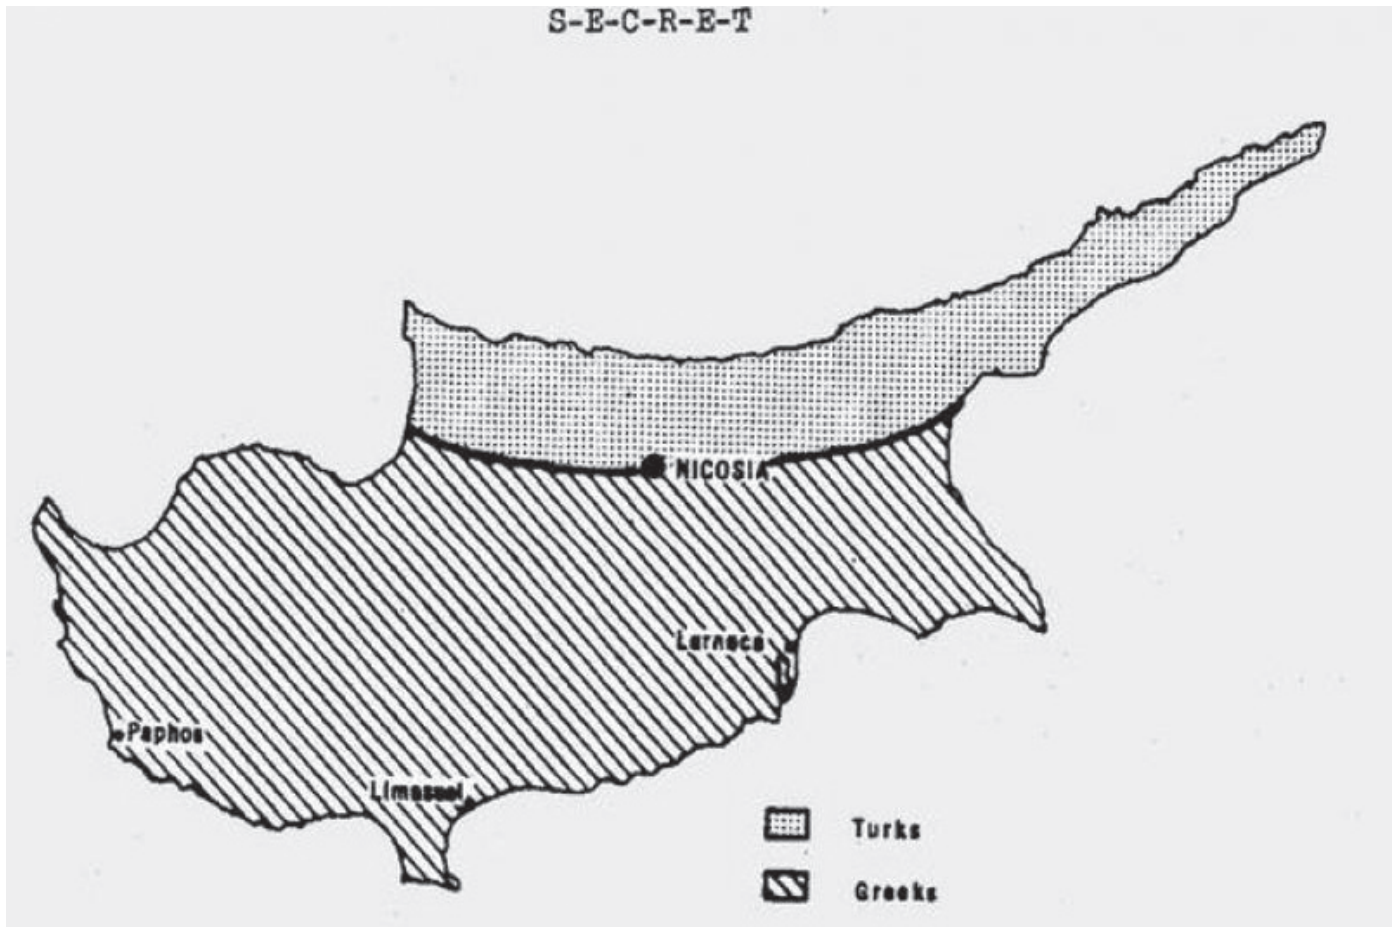 S-E-C-R-E-T
NICOSIA
Larnaca
Paphos
Limassol
Turks
Greeks